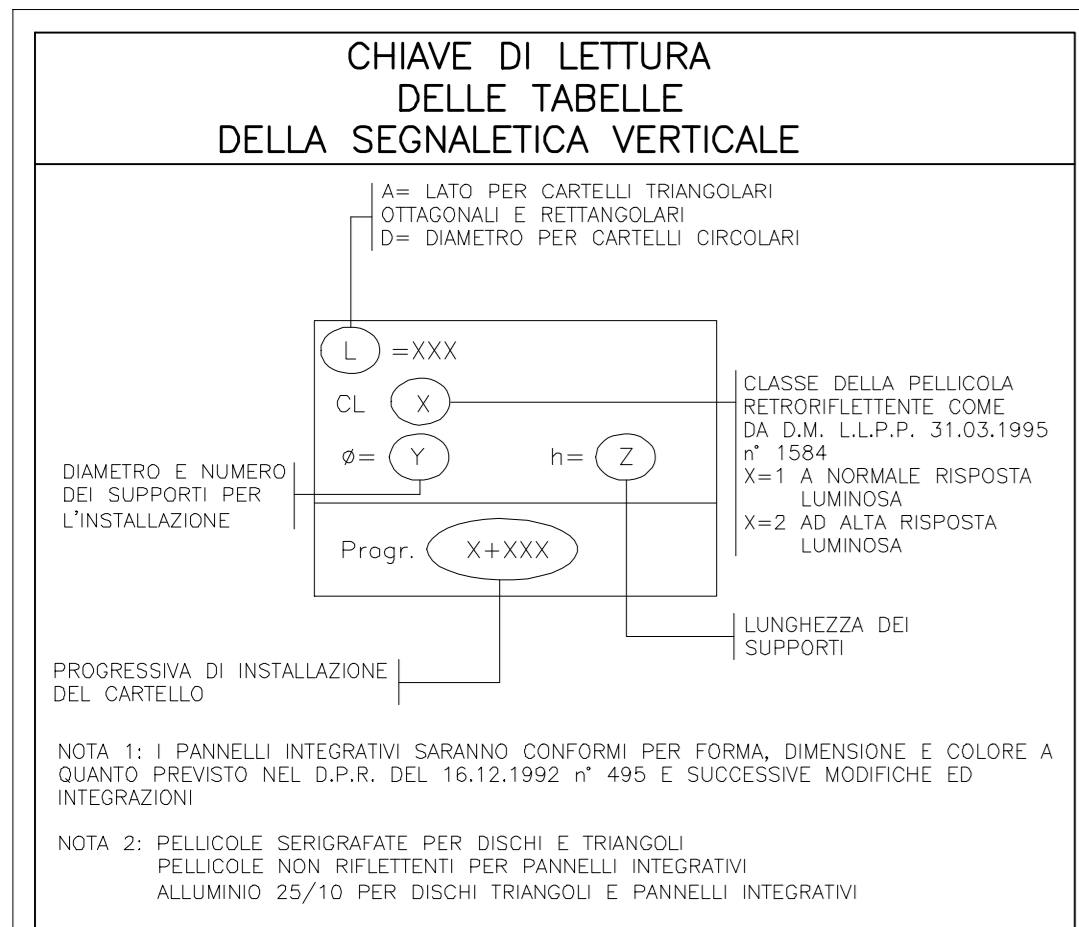 CHIAVE DI LETTURA
DELLE TABELLE
DELLA SEGNALETICA VERTICALE
A= LATO PER CARTELLI TRIANGOLARI
OTTAGONALI E RETTANGOLARI
D= DIAMETRO PER CARTELLI CIRCOLARI
L =XXX
CL X
ø= Y h= Z
Progr. X+XXX
CLASSE DELLA PELLICOLA
RETRORIFLETTENTE COME
DA D.M. L.L.P.P. 31.03.1995
n° 1584
X=1 A NORMALE RISPOSTA
LUMINOSA
X=2 AD ALTA RISPOSTA
LUMINOSA
DIAMETRO E NUMERO
DEI SUPPORTI PER
L'INSTALLAZIONE
LUNGHEZZA DEI
SUPPORTI
PROGRESSIVA DI INSTALLAZIONE
DEL CARTELLO
NOTA 1: I PANNELLI INTEGRATIVI SARANNO CONFORMI PER FORMA, DIMENSIONE E COLORE A
QUANTO PREVISTO NEL D.P.R. DEL 16.12.1992 n° 495 E SUCCESSIVE MODIFICHE ED
INTEGRAZIONI
NOTA 2: PELLICOLE SERIGRAFATE PER DISCHI E TRIANGOLI
PELLICOLE NON RIFLETTENTI PER PANNELLI INTEGRATIVI
ALLUMINIO 25/10 PER DISCHI TRIANGOLI E PANNELLI INTEGRATIVI